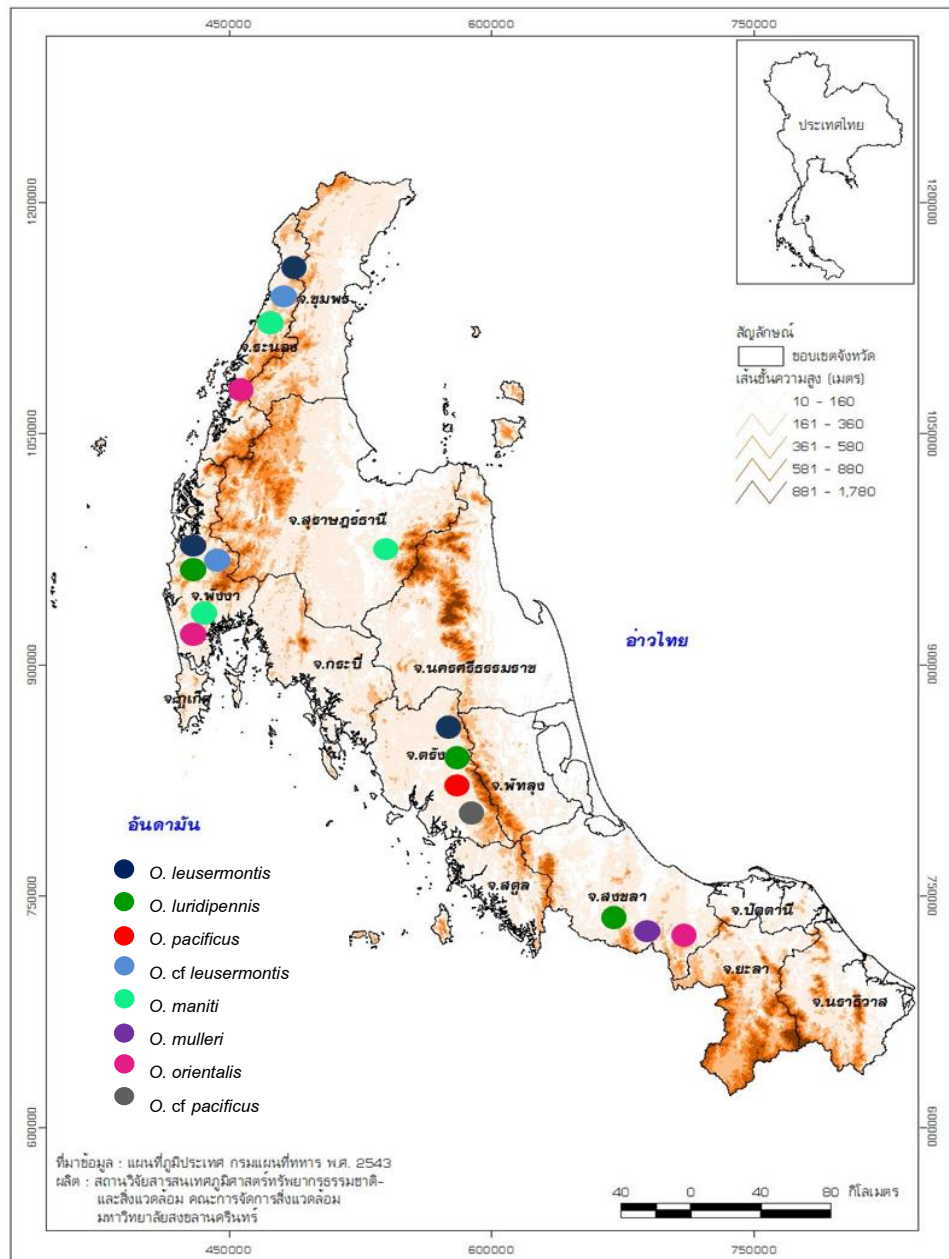 450000
600000
750000
ประเทศไทย
1200000
1200000
สัญลักษณ์
ขอบเขตจังหวัด
เส้นชั้นความสูง (เมตร)
10 - 160
161 - 360
361 - 580
581 - 880
881 - 1,780
จ.ชุมพร
จ.ระนอง
1050000
1050000
จ.สุราษฎร์ธานี
จ.พังงา
อ่าวไทย
900000
900000
จ.กระบี่
จ.นครศรีธรรมราช
จ.ภูเก็ต
จ.ตรัง
จ.พัทลุง
อันดามัน
O. leusermontis
O. luridipennis
O. pacificus
O. cf leusermontis
O. maniti
O. mulleri
O. orientalis
O. cf pacificus
750000
750000
จ.สตูล
จ.สงขลา
จ.ปัตตานี
จ.ยะลา
จ.นราธิวาส
600000
600000
ที่มาข้อมูล : แผนที่ภูมิประเทศ กรมแผนที่ทหาร พ.ศ. 2543
ผลิต : สถานวิจัยสารสนเทศภูมิศาสตร์ทรัพยากรธรรมชาติ-
และสิ่งแวดล้อม คณะการจัดการสิ่งแวดล้อม
มหาวิทยาลัยสงขลานครินทร์
40 0 40 80 กิโลเมตร
450000
600000
750000